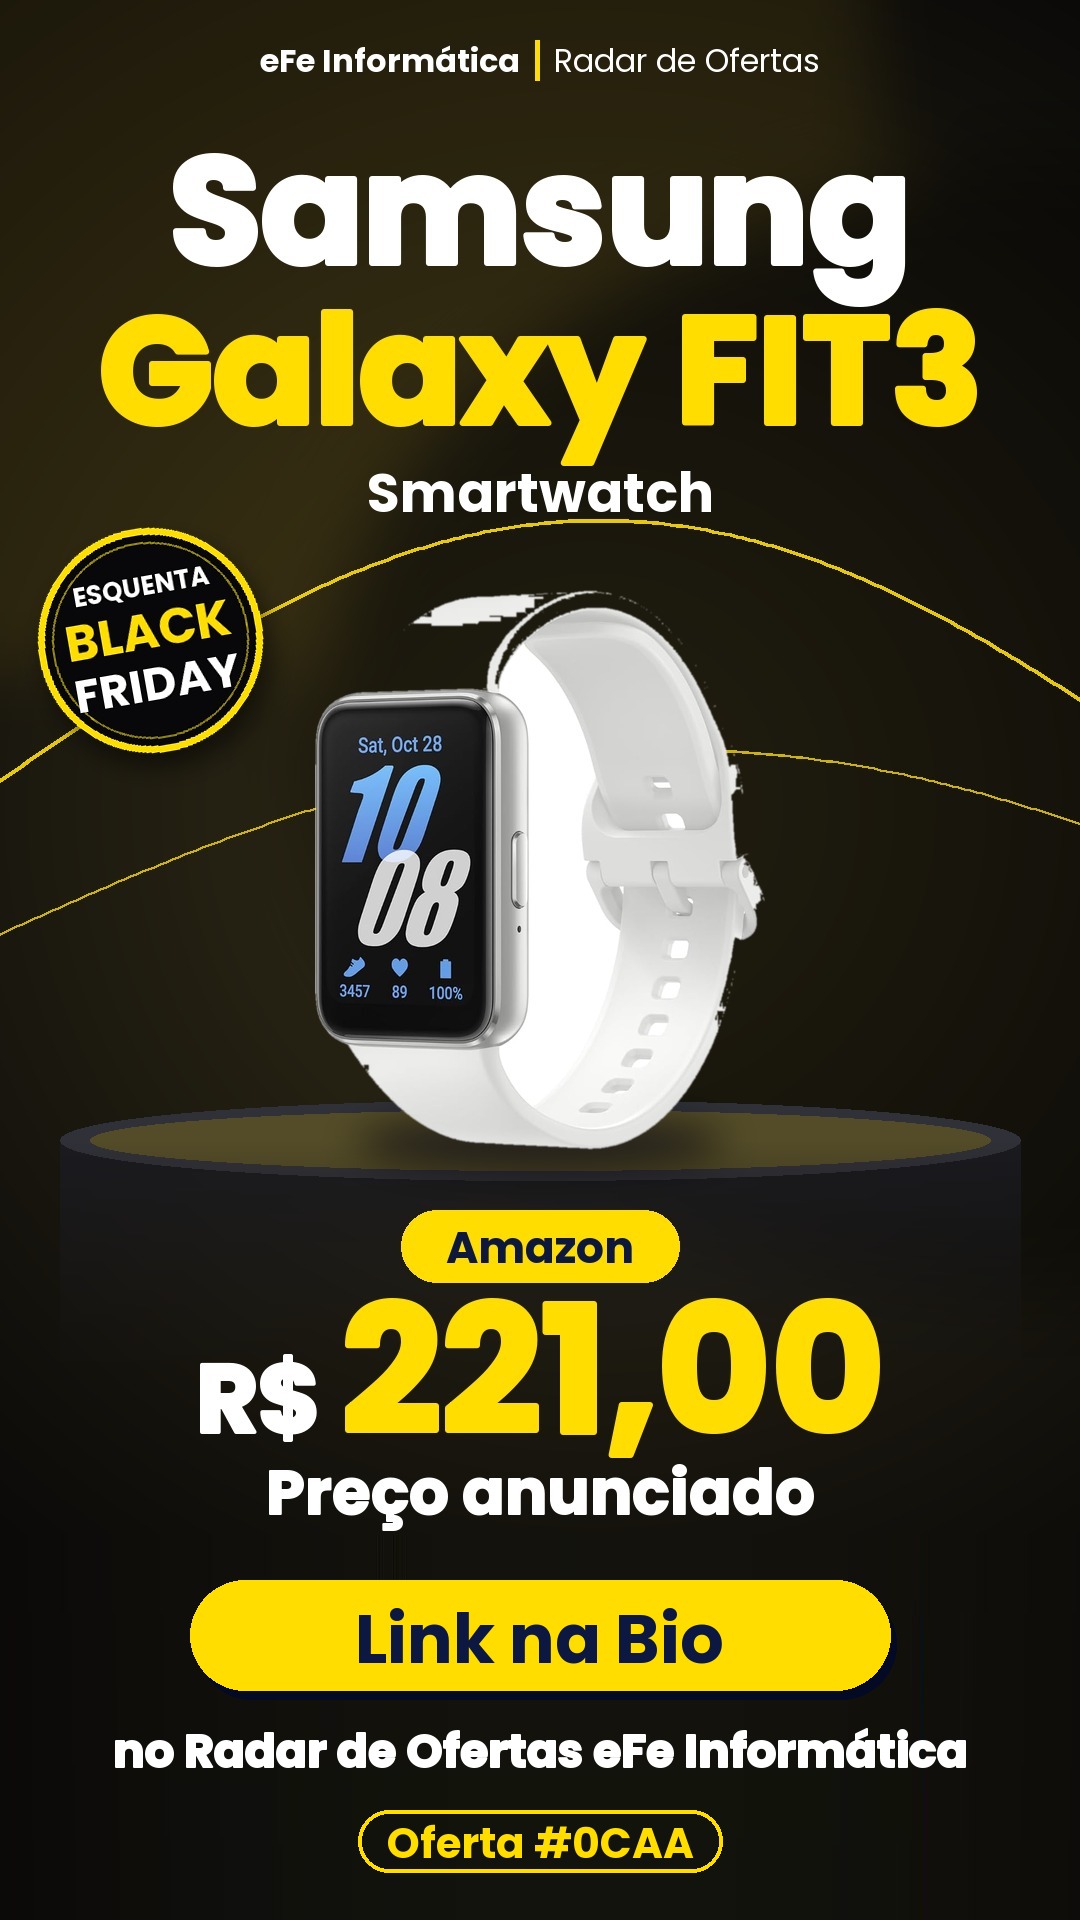 eFe Informática | Radar de Ofertas
Samsung
Galaxy FIT3
Smartwatch
ESQUENTA
BLACK
FRIDAY
Sat, Oct 28
10
08
3457 89 100%
Amazon
R$ 221,00
Preço anunciado
Link na Bio
no Radar de Ofertas eFe Informática
Oferta #0CAA